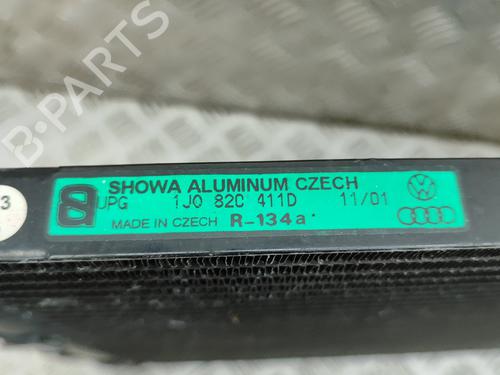 B-PARTS
3
SHOWA ALUMINUM CZECH
UPG 1J0 820 411D 11/01
MADE IN CZECH R-134a